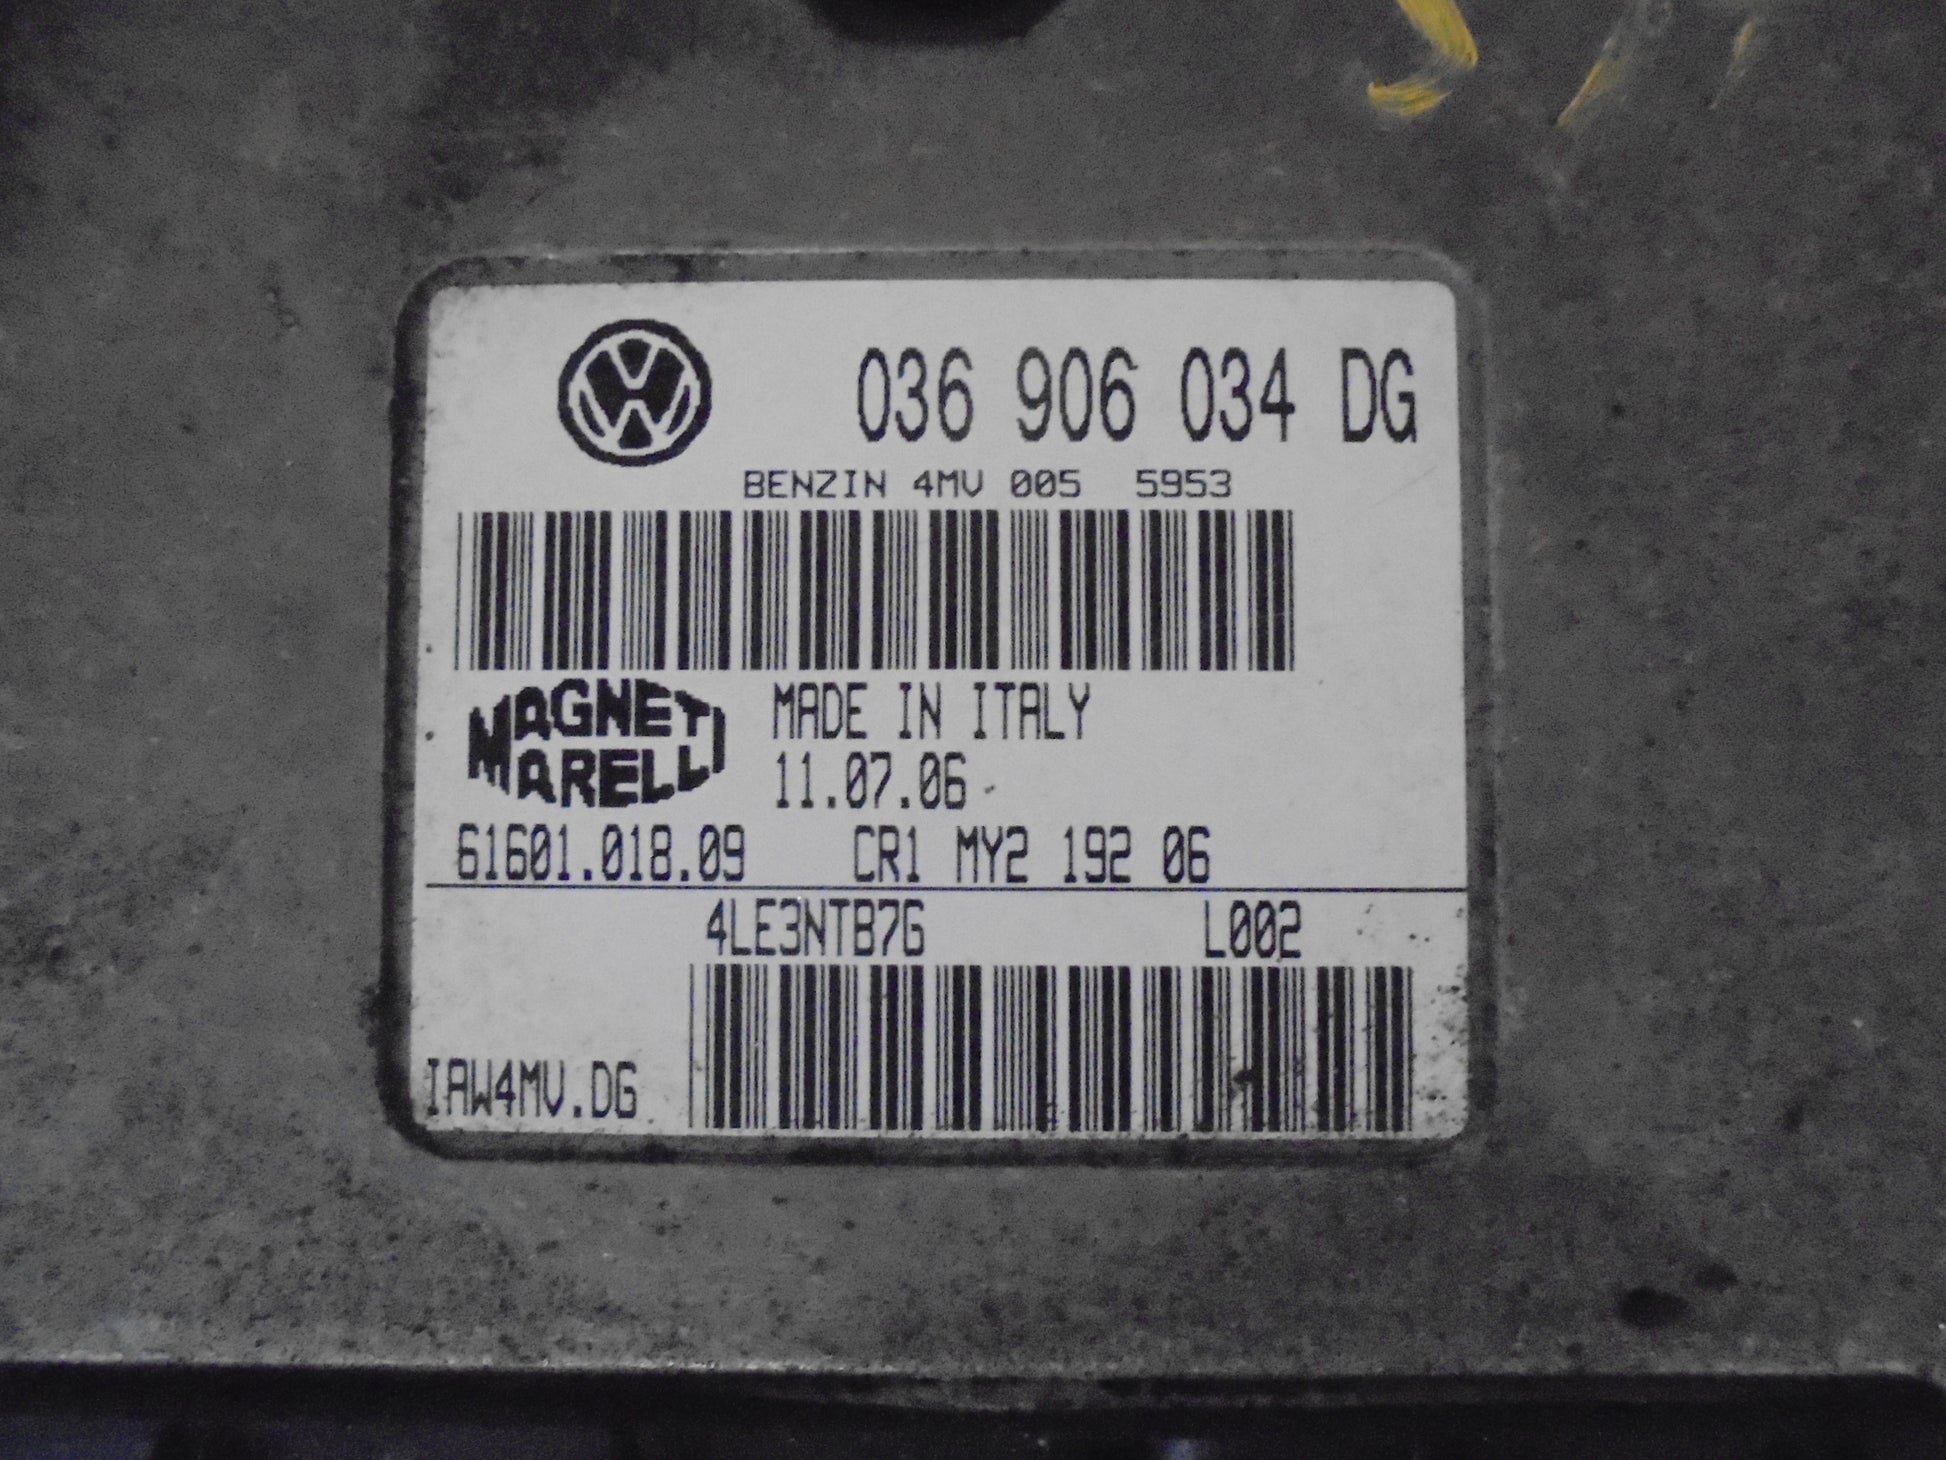 036 906 034 DG
BENZIN 4MV 005 5953
MAGNETI MARELLI
MADE IN ITALY
11.07.06
61601.018.09 CR1 MY2 192 06
4LE3NTB7G L002
IAW4MV.DG